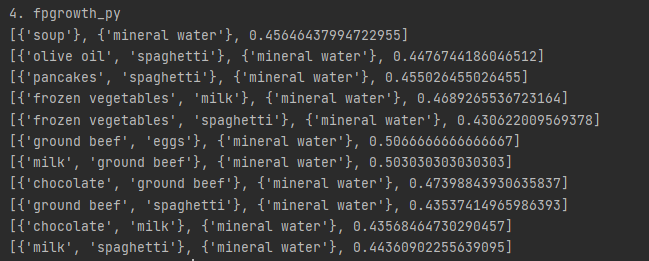 4. fpgrowth_py
[{'soup'}, {'mineral water'}, 0.45646437994722955]
[{'olive oil', 'spaghetti'}, {'mineral water'}, 0.4476744186046512]
[{'pancakes', 'spaghetti'}, {'mineral water'}, 0.455026455026455]
[{'frozen vegetables', 'milk'}, {'mineral water'}, 0.4689265536723164]
[{'frozen vegetables', 'spaghetti'}, {'mineral water'}, 0.430622009569378]
[{'ground beef', 'eggs'}, {'mineral water'}, 0.5066666666666667]
[{'milk', 'ground beef'}, {'mineral water'}, 0.503030303030303]
[{'chocolate', 'ground beef'}, {'mineral water'}, 0.47398843930635837]
[{'ground beef', 'spaghetti'}, {'mineral water'}, 0.43537414965986393]
[{'chocolate', 'milk'}, {'mineral water'}, 0.43568464730290457]
[{'milk', 'spaghetti'}, {'mineral water'}, 0.44360902255639095]